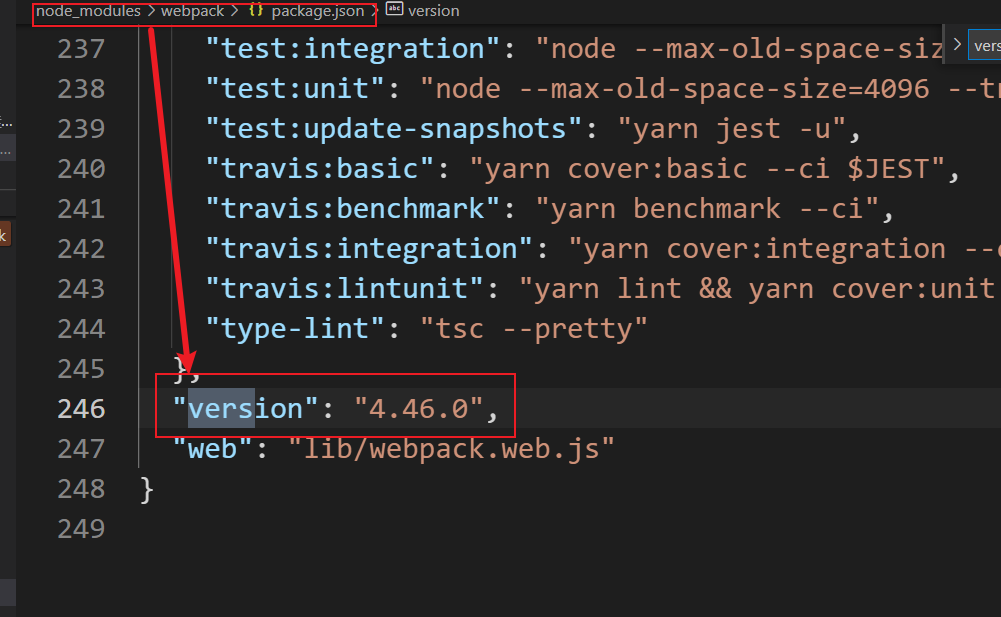 node_modules > webpack > {} package.json > abc version
> vers
237 "test:integration": "node --max-old-space-siz
238 "test:unit": "node --max-old-space-size=4096 --tr
239 "test:update-snapshots": "yarn jest -u",
240 "travis:basic": "yarn cover:basic --ci $JEST",
241 "travis:benchmark": "yarn benchmark --ci",
242 "travis:integration": "yarn cover:integration --c
243 "travis:lintunit": "yarn lint && yarn cover:unit
244 "type-lint": "tsc --pretty"
245 },
246 "version": "4.46.0",
247 "web": "lib/webpack.web.js"
248 }
249
k